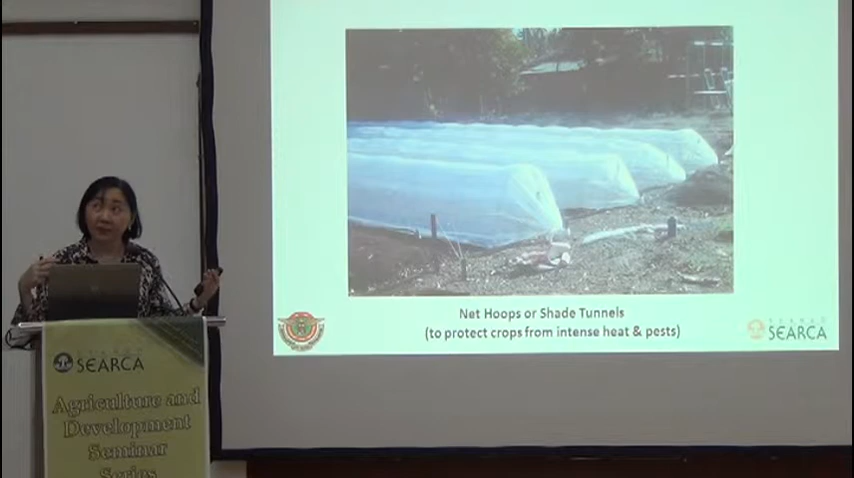 Net Hoops or Shade Tunnels
(to protect crops from intense heat & pests)
SEARCA
SEARCA
Agriculture and
Development
Seminar
Series